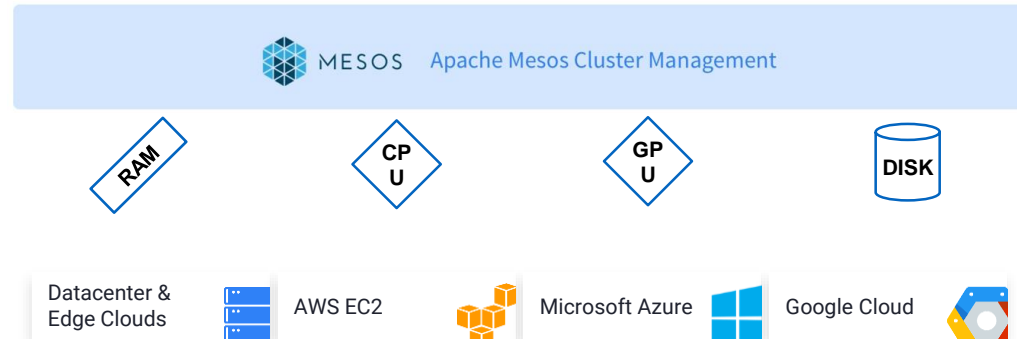 MESOS Apache Mesos Cluster Management
RAM
CP
U
GP
U
DISK
Datacenter &
Edge Clouds
AWS EC2
Microsoft Azure
Google Cloud